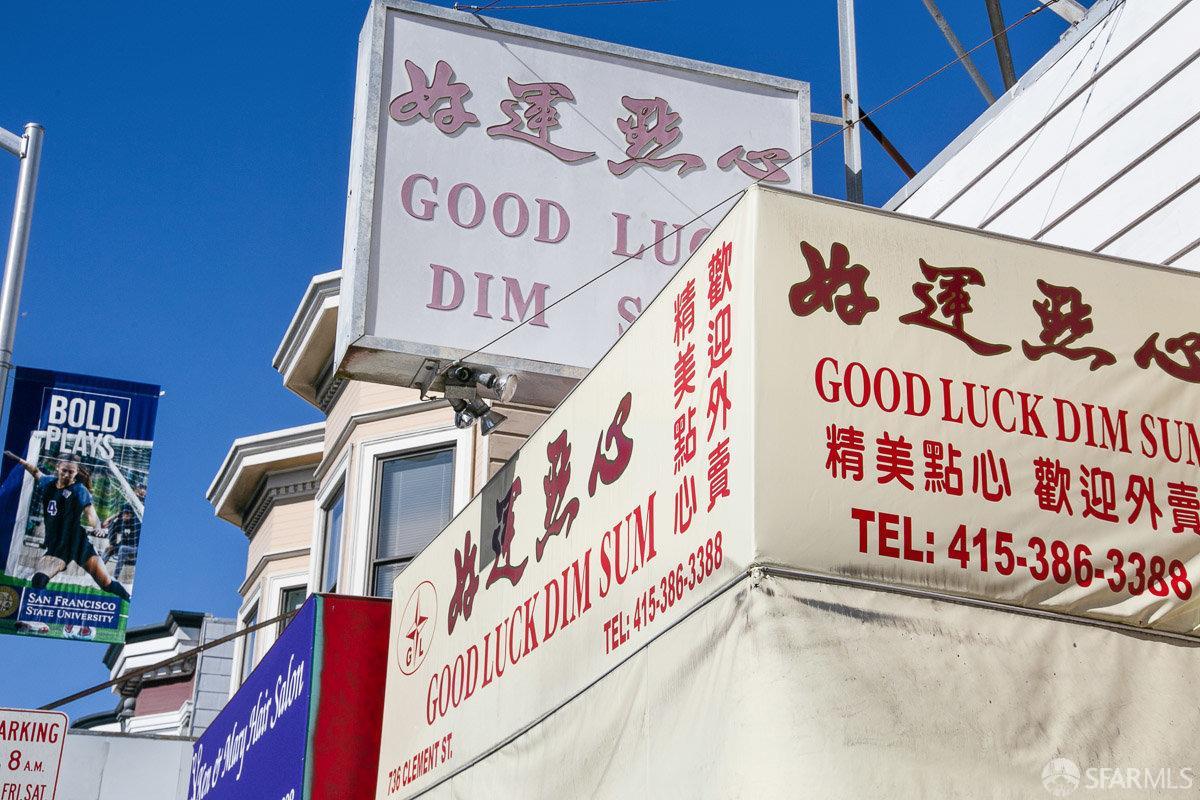 好運點心
GOOD LUC
DIM S
BOLD
PLAYS
4
SAN FRANCISCO
STATE UNIVERSITY
ARKING
8 A.M.
FRI, SAT
& Mary Hair Salon
好運點心
GOOD LUCK DIM SUM
TEL: 415-386-3388
736 CLEMENT ST.
G L
歡迎外賣
精美點心
好運點心
GOOD LUCK DIM SUM
精美點心 歡迎外賣
TEL: 415-386-3388
SFARMLS